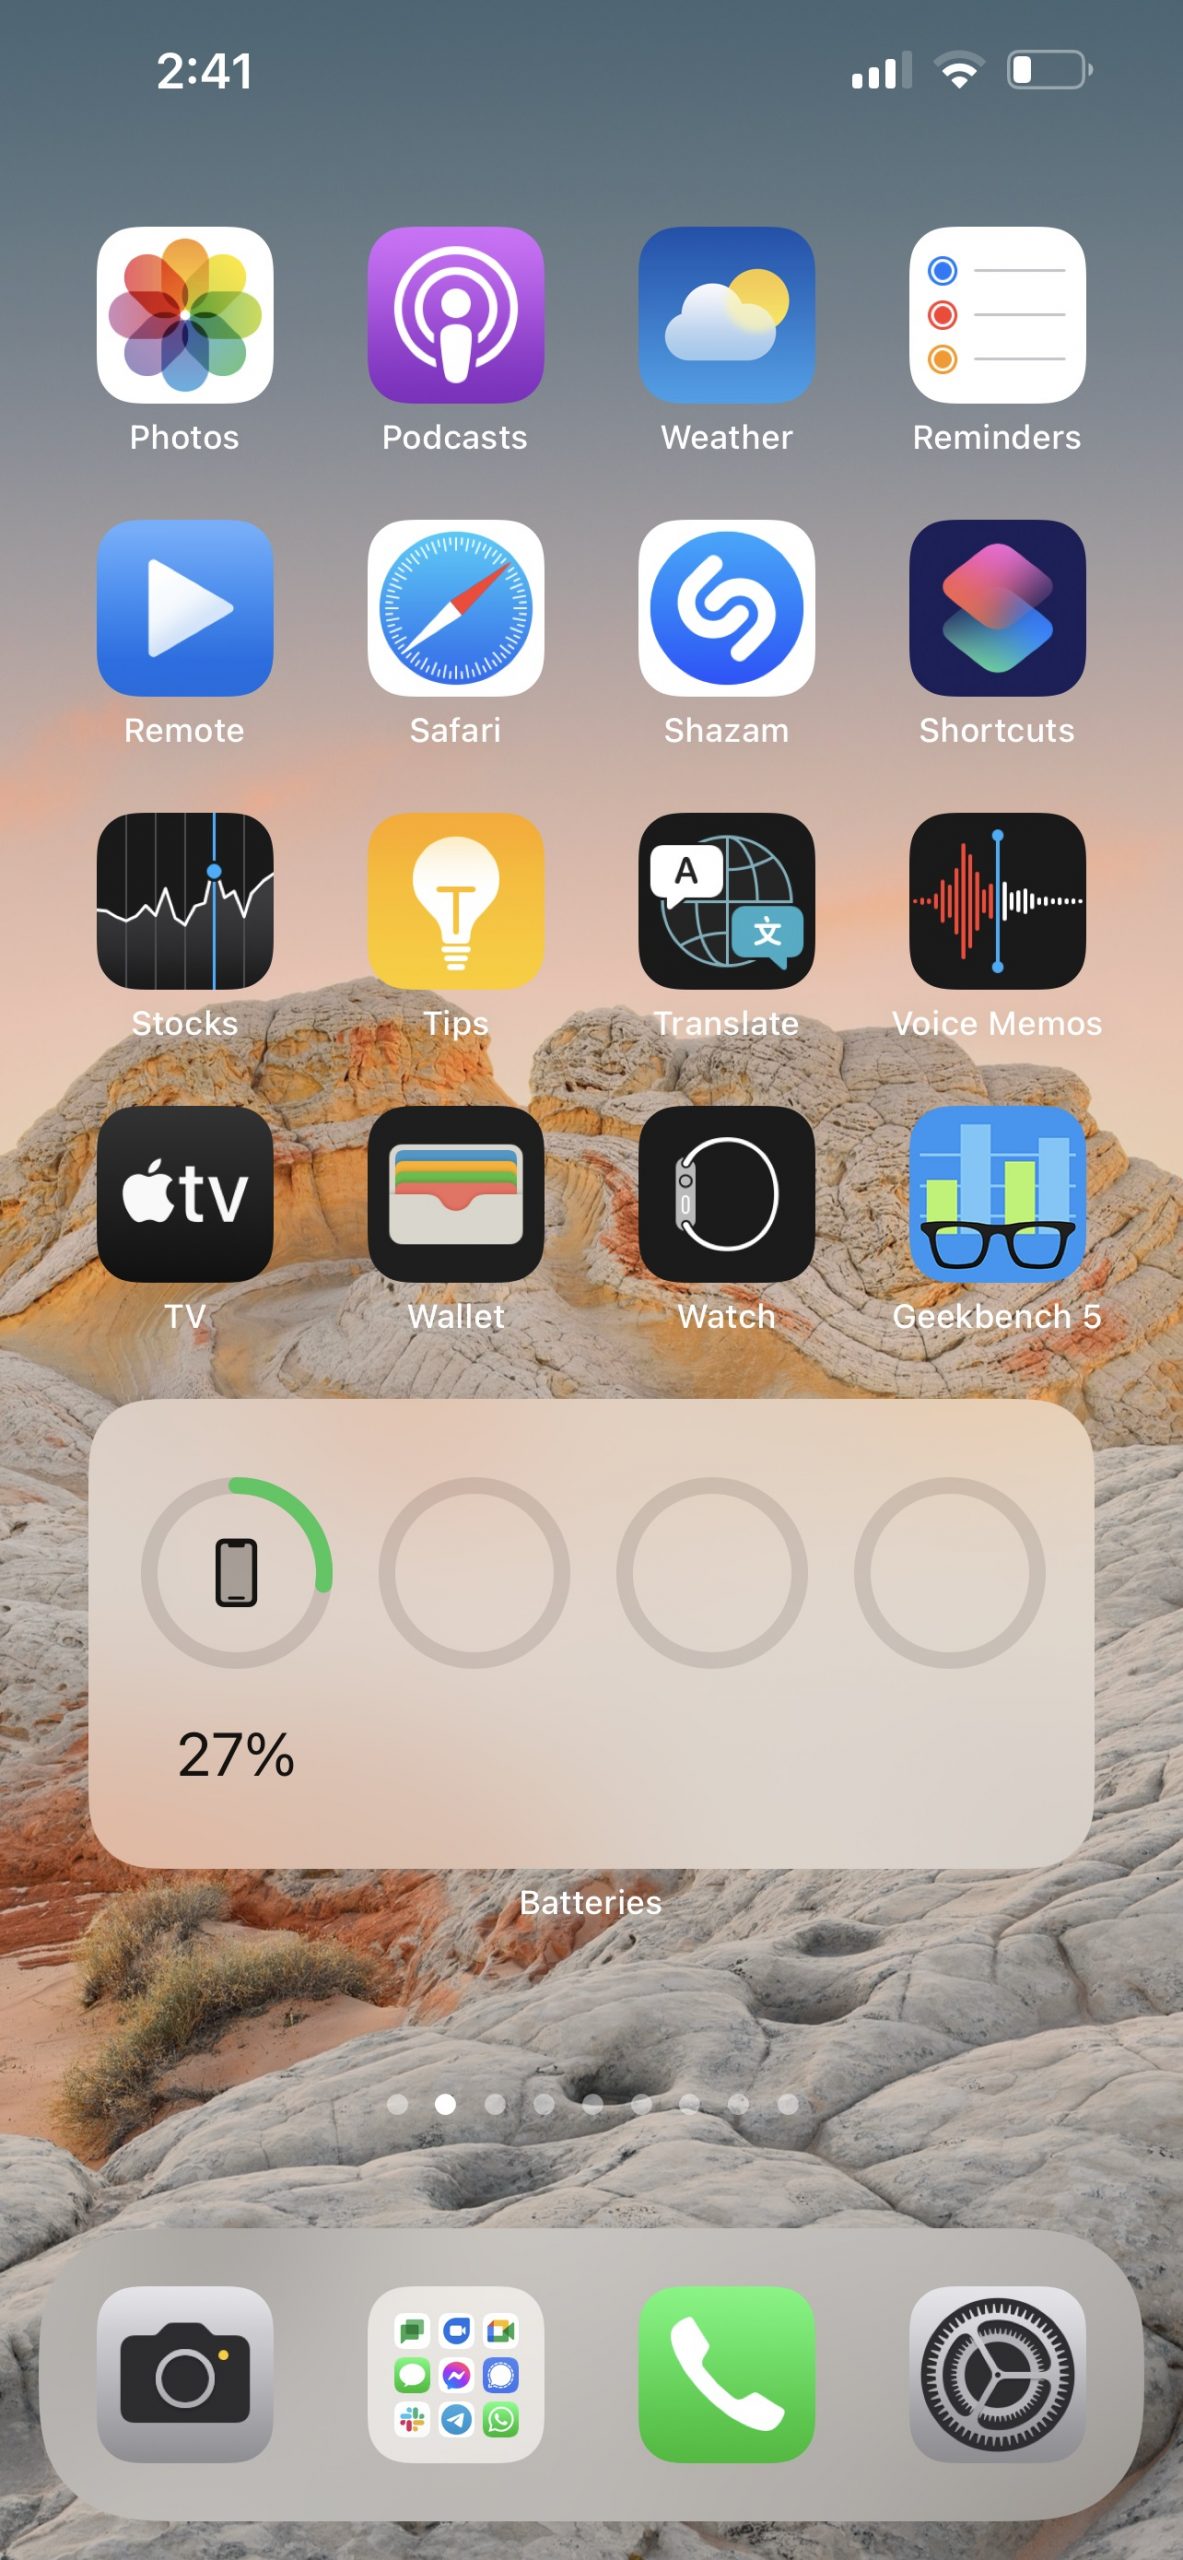 2:41
Photos Podcasts Weather Reminders
Remote Safari Shazam Shortcuts
A
文
Stocks Tips Translate Voice Memos
tv
TV Wallet Watch Geekbench 5
27%
Batteries